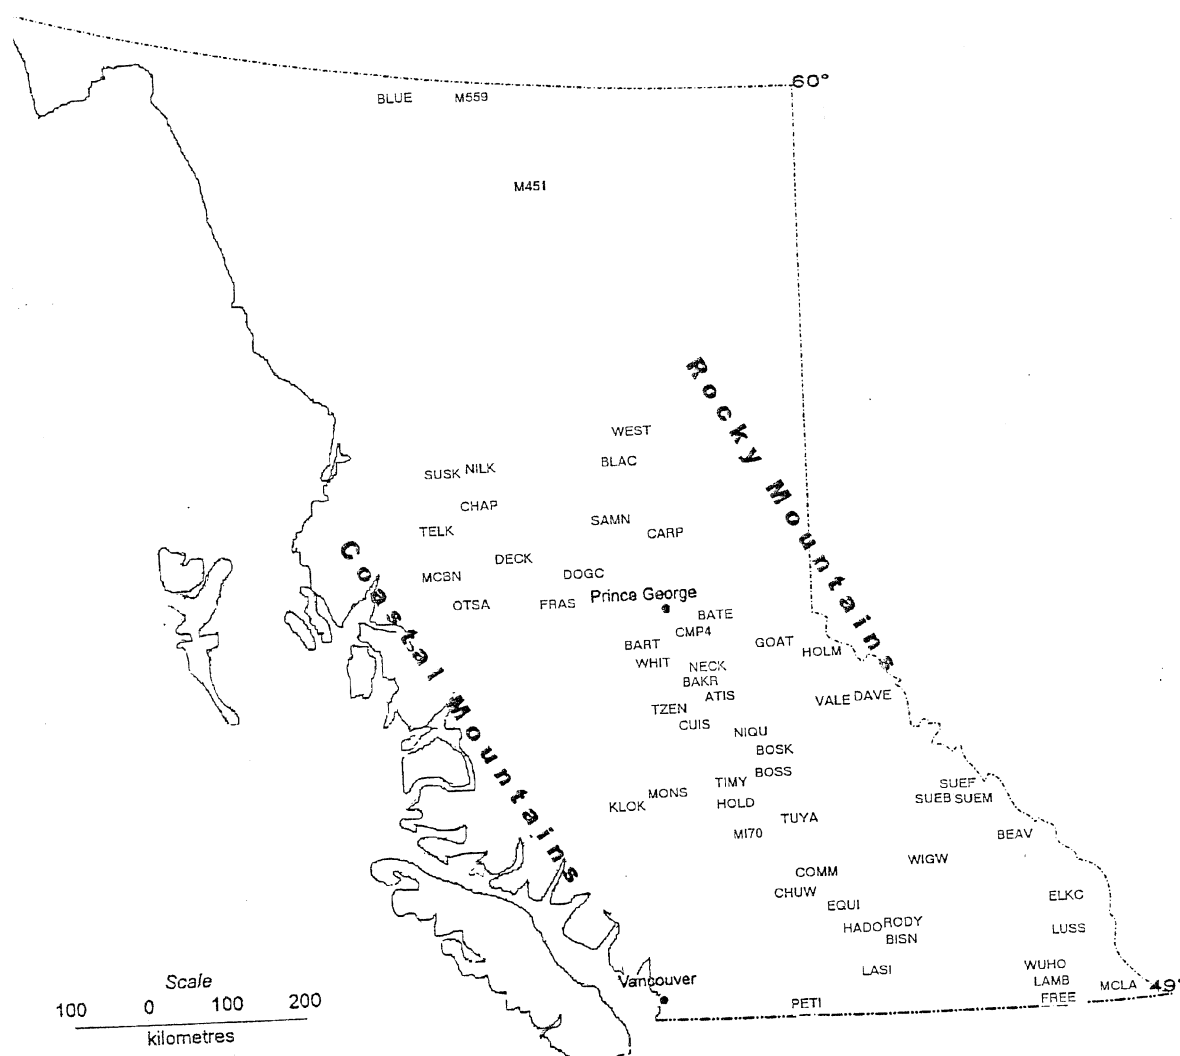 60°
BLUE M559
M451
Rocky Mountains
WEST
BLAC
SUSK NILK
CHAP
SAMN
TELK
CARP
Coastal Mountains
DECK
MCBN
DOGC
OTSA
FRAS
Prince George
BATE
CMP4
BART
GOAT
HOLM
WHIT
NECK
BAKR
ATIS
VALE DAVE
TZEN
CUIS
NIQU
BOSK
BOSS
TIMY
SUEF
MONS
SUEB SUEM
KLOK
HOLD
TUYA
MI70
BEAV
WIGW
COMM
CHUW
ELKC
EQUI
HADO RODY
LUSS
BISN
WUHO
LASI
LAMB
MCLA
49°
FREE
PETI
Vancouver
Scale
100 0 100 200
kilometres